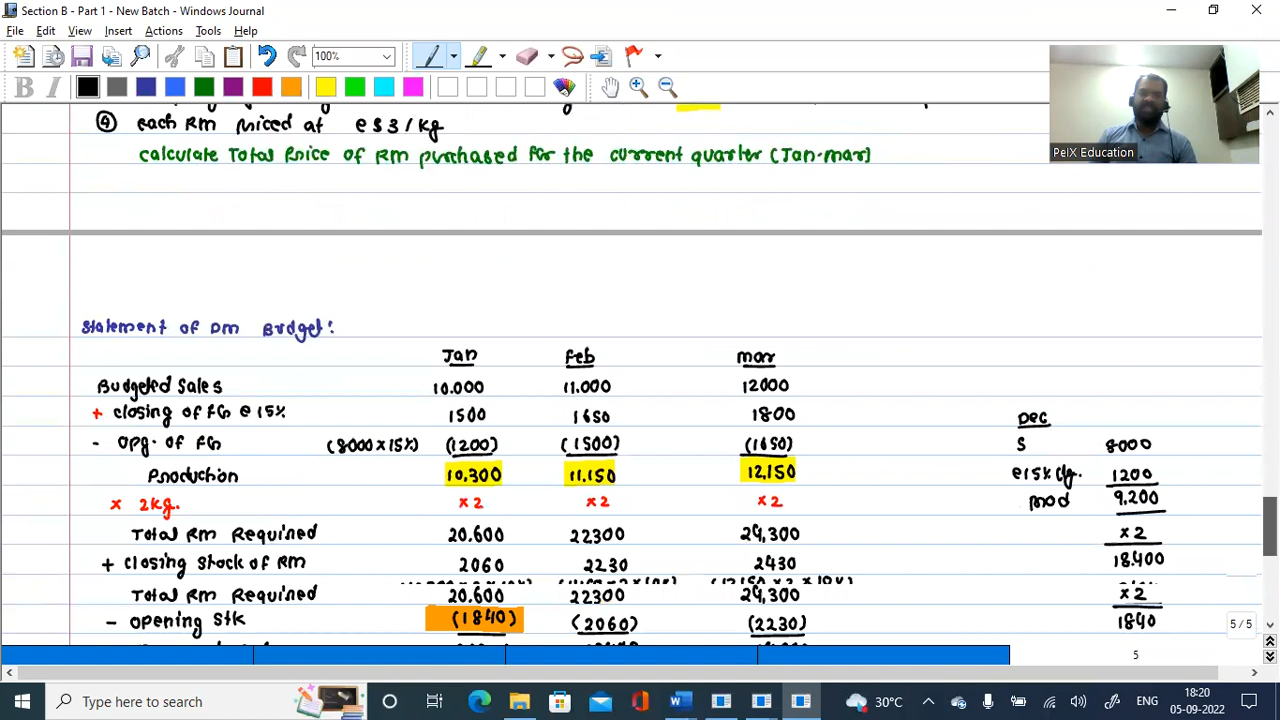 Section B - Part 1 - New Batch - Windows Journal
File Edit View Insert Actions Tools Help
100%
B I
④ each RM priced at @ $3/kg
calculate Total Price of RM purchased for the current quarter (Jan-mar)
PelX Education
Statement of DM Budget:
Jan Feb mar
Budgeted Sales 10.000 11.000 12000
+ closing of FG @ 15% 1500 1650 1800
Dec
- opg. of FG (8000 x 15%) (1200) (1500) (1650)
S 8000
Production 10.300 11.150 12,150
@15% clg. 1200
x 2kg. x 2 x 2 x 2
Prod 9,200
Total RM Required 20.600 22300 24,300
x 2
+ closing stock of RM 2060 2230 2430
18.400
Total RM Required 20.600 22300 24,300
x 2
- opening Stk (1840) (2060) (2230)
1840
5 / 5
5
Type here to search
30°C
ENG
18:20
05-09-2022